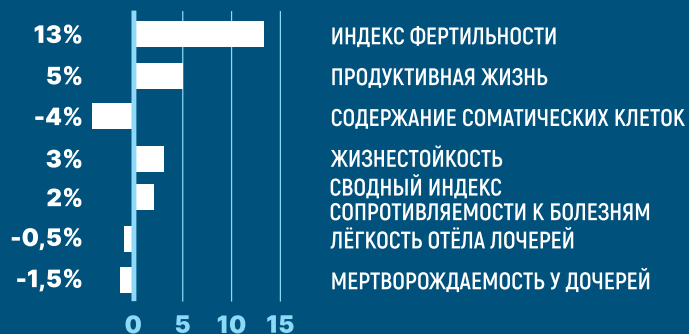 13% ИНДЕКС ФЕРТИЛЬНОСТИ
5% ПРОДУКТИВНАЯ ЖИЗНЬ
-4% СОДЕРЖАНИЕ СОМАТИЧЕСКИХ КЛЕТОК
3% ЖИЗНЕСТОЙКОСТЬ
2% СВОДНЫЙ ИНДЕКС
СОПРОТИВЛЯЕМОСТИ К БОЛЕЗНЯМ
-0,5% ЛЁГКОСТЬ ОТЁЛА ЛОЧЕРЕЙ
-1,5% МЕРТВОРОЖДАЕМОСТЬ У ДОЧЕРЕЙ
0 5 10 15